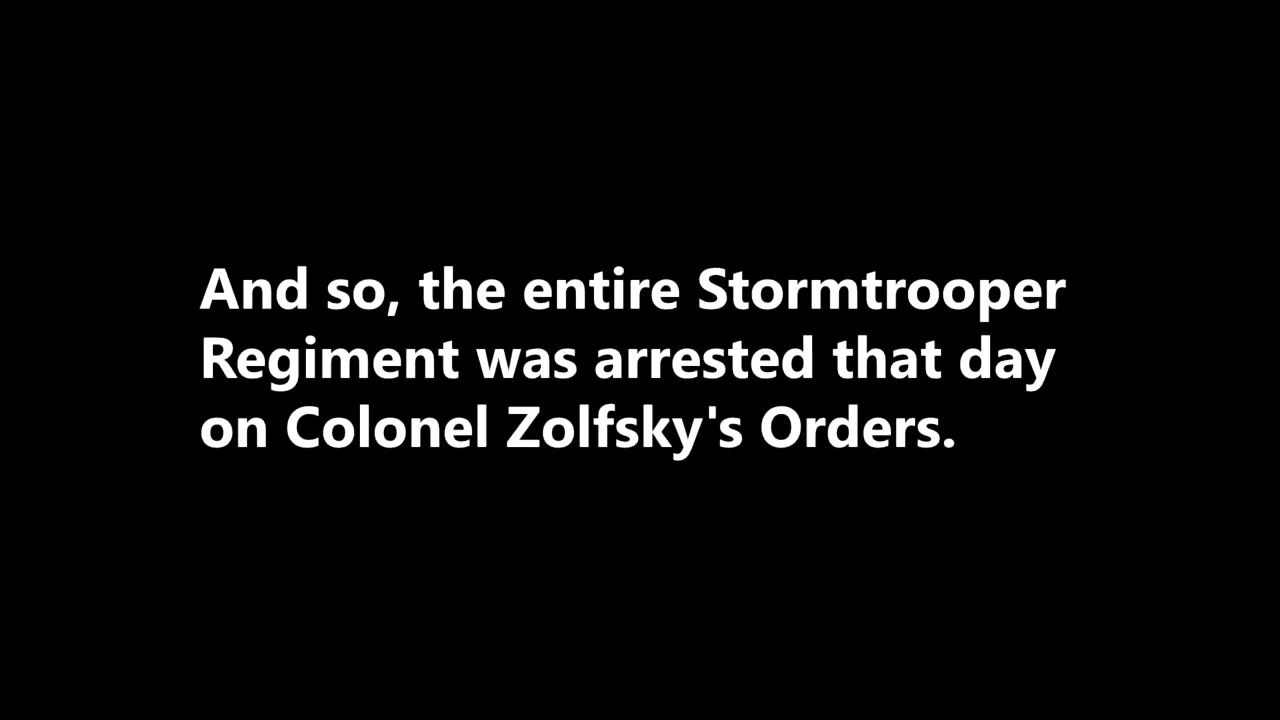 And so, the entire Stormtrooper
Regiment was arrested that day
on Colonel Zolfsky's Orders.